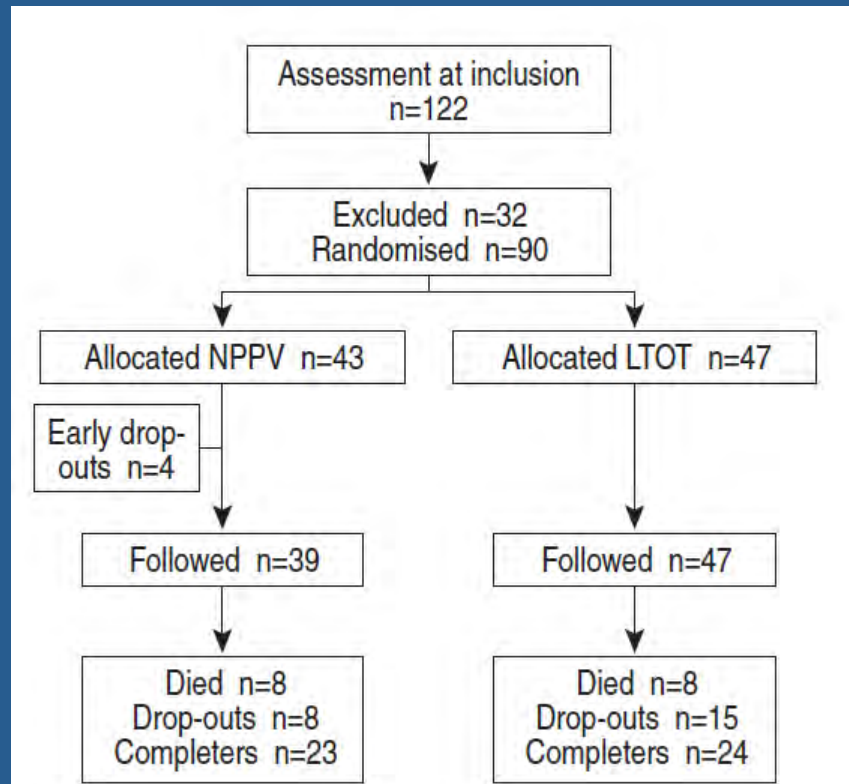 Assessment at inclusion
n=122
Excluded n=32
Randomised n=90
Allocated NPPV n=43
Allocated LTOT n=47
Early drop-
outs n=4
Followed n=39
Followed n=47
Died n=8
Drop-outs n=8
Completers n=23
Died n=8
Drop-outs n=15
Completers n=24